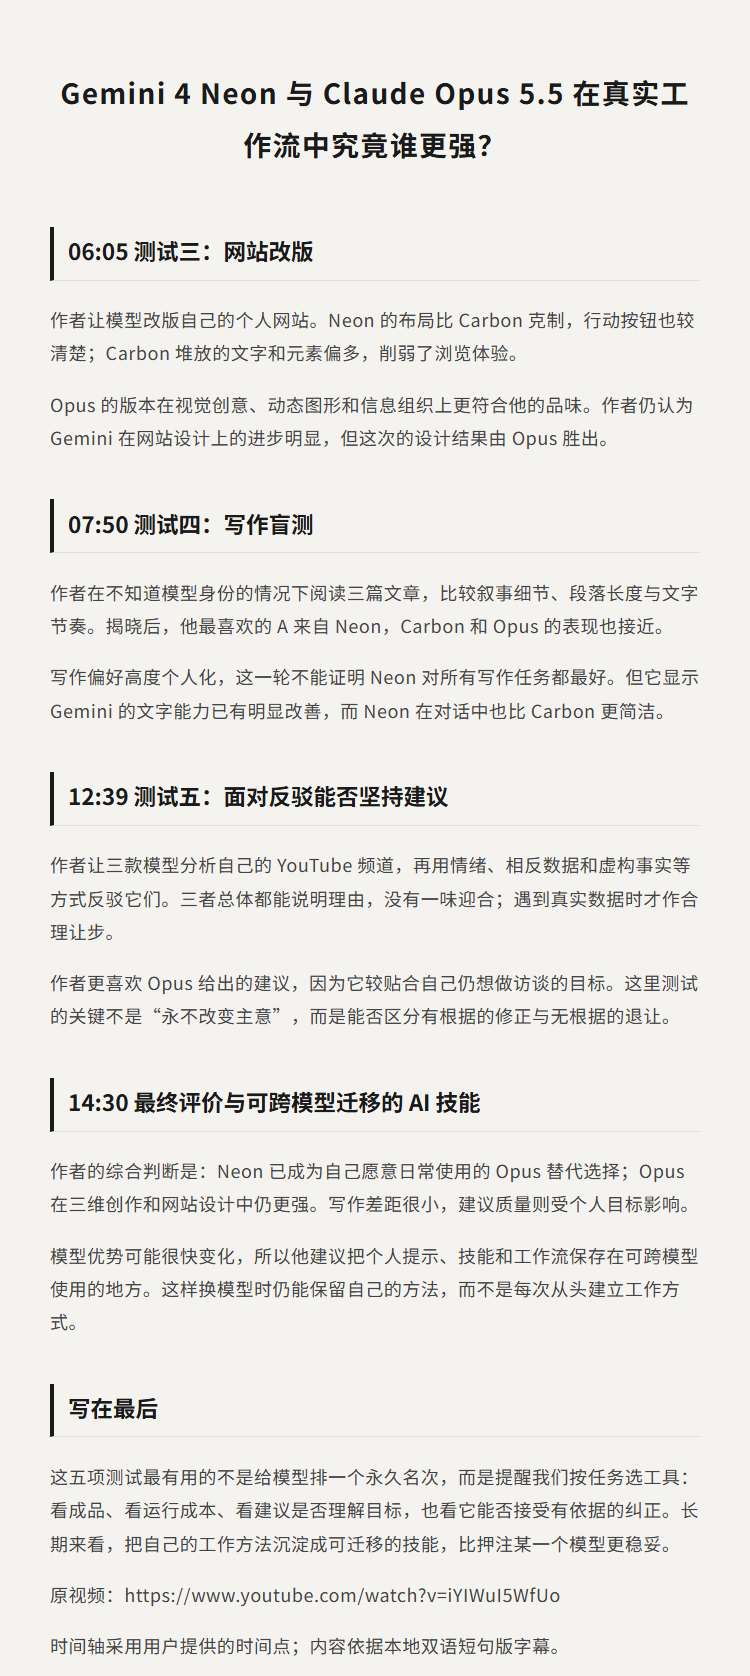 Gemini 4 Neon 与 Claude Opus 5.5 在真实工
作流中究竟谁更强？
06:05 测试三：网站改版
作者让模型改版自己的个人网站。Neon 的布局比 Carbon 克制，行动按钮也较
清楚；Carbon 堆放的文字和元素偏多，削弱了浏览体验。
Opus 的版本在视觉创意、动态图形和信息组织上更符合他的品味。作者仍认为
Gemini 在网站设计上的进步明显，但这次的设计结果由 Opus 胜出。
07:50 测试四：写作盲测
作者在不知道模型身份的情况下阅读三篇文章，比较叙事细节、段落长度与文字
节奏。揭晓后，他最喜欢的 A 来自 Neon，Carbon 和 Opus 的表现也接近。
写作偏好高度个人化，这一轮不能证明 Neon 对所有写作任务都最好。但它显示
Gemini 的文字能力已有明显改善，而 Neon 在对话中也比 Carbon 更简洁。
12:39 测试五：面对反驳能否坚持建议
作者让三款模型分析自己的 YouTube 频道，再用情绪、相反数据和虚构事实等
方式反驳它们。三者总体都能说明理由，没有一味迎合；遇到真实数据时才作合
理让步。
作者更喜欢 Opus 给出的建议，因为它较贴合自己仍想做访谈的目标。这里测试
的关键不是“永不改变主意”，而是能否区分有根据的修正与无根据的退让。
14:30 最终评价与可跨模型迁移的 AI 技能
作者的综合判断是：Neon 已成为自己愿意日常使用的 Opus 替代选择；Opus
在三维创作和网站设计中仍更强。写作差距很小，建议质量则受个人目标影响。
模型优势可能很快变化，所以他建议把个人提示、技能和工作流保存在可跨模型
使用的地方。这样换模型时仍能保留自己的方法，而不是每次从头建立工作方
式。
写在最后
这五项测试最有用的不是给模型排一个永久名次，而是提醒我们按任务选工具：
看成品、看运行成本、看建议是否理解目标，也看它能否接受有依据的纠正。长
期来看，把自己的工作方法沉淀成可迁移的技能，比押注某一个模型更稳妥。
原视频：https://www.youtube.com/watch?v=iYIWuI5WfUo
时间轴采用用户提供的时间点；内容依据本地双语短句版字幕。